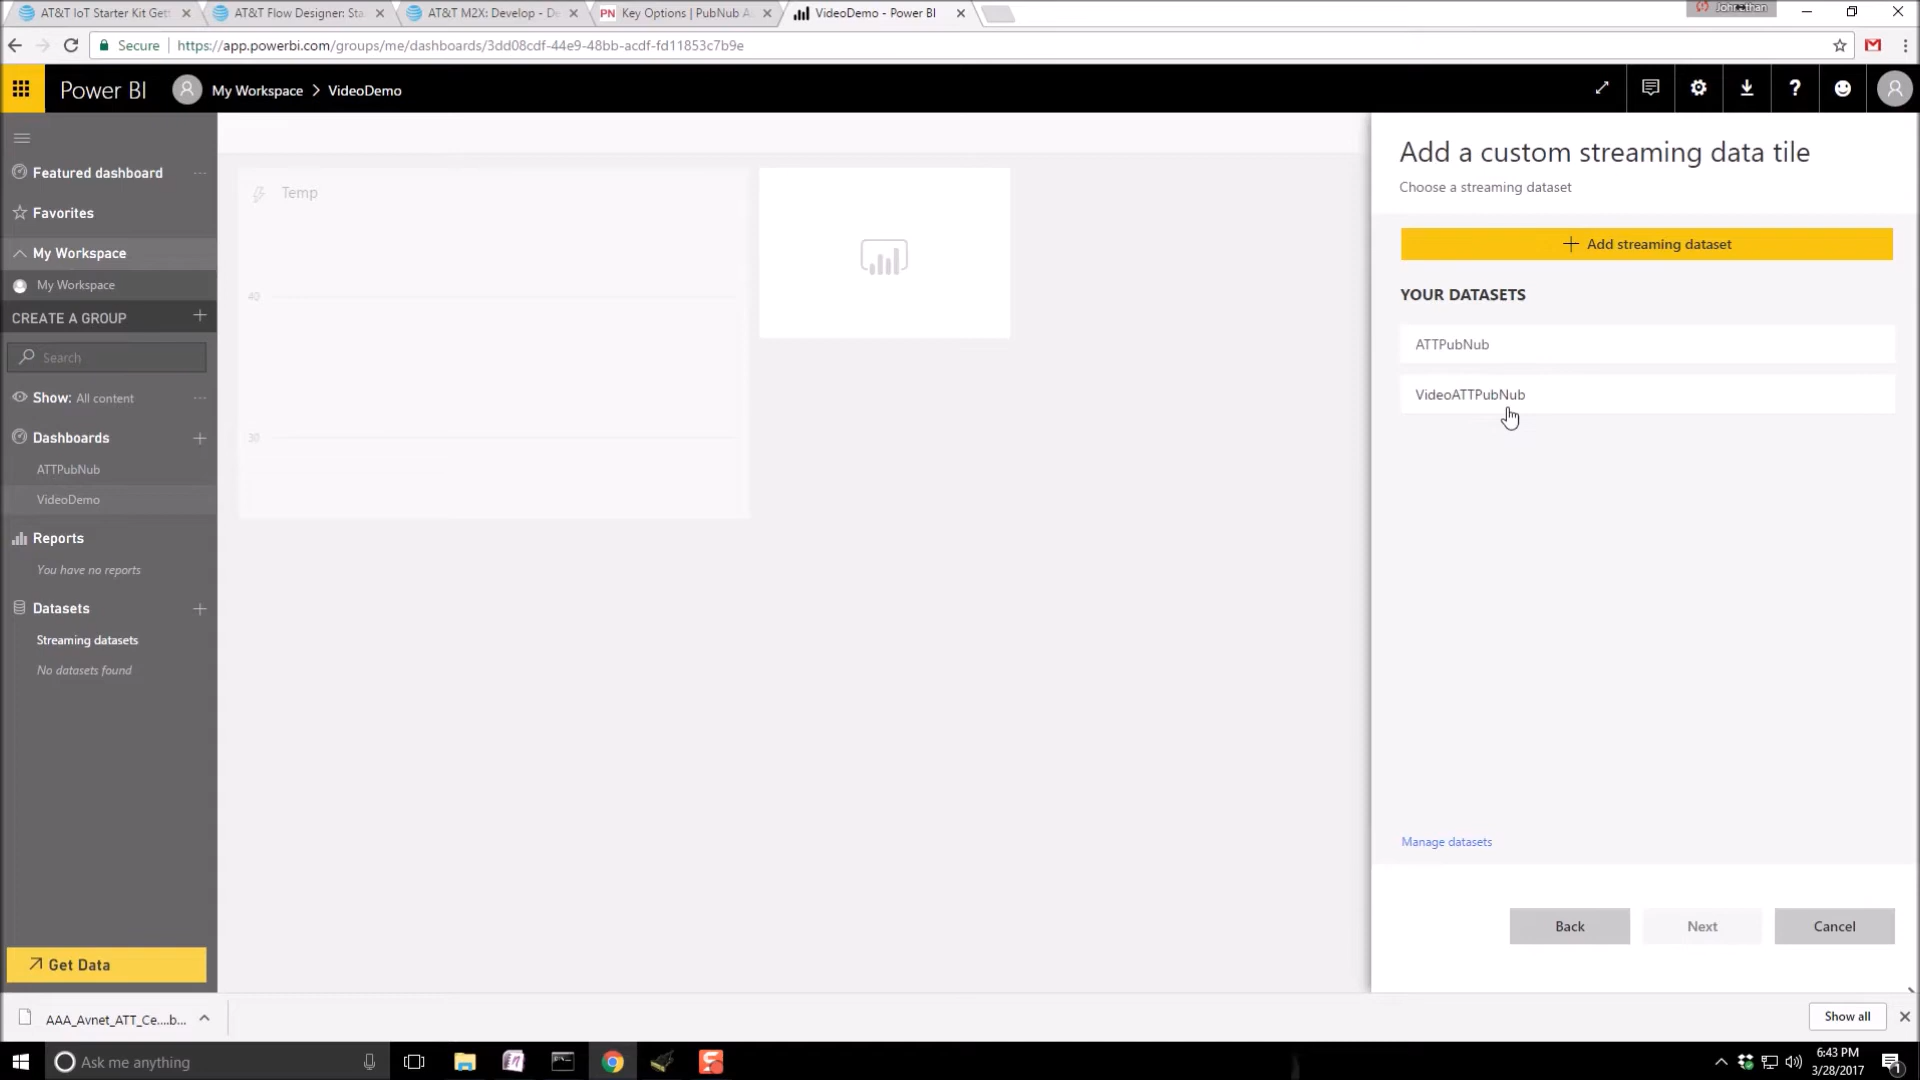 AT&T IoT Starter Kit Gett
AT&T Flow Designer: Sta
AT&T M2X: Develop - De
PN Key Options | PubNub A
VideoDemo - Power BI
Secure https://app.powerbi.com/groups/me/dashboards/3dd08cdf-44e9-48bb-acdf-fd11853c7b9e
Power BI My Workspace > VideoDemo
Featured dashboard
Favorites
My Workspace
My Workspace
CREATE A GROUP
Search
Show: All content
Dashboards
ATTPubNub
VideoDemo
Reports
You have no reports
Datasets
Streaming datasets
No datasets found
Get Data
Temp
40
30
Add a custom streaming data tile
Choose a streaming dataset
Add streaming dataset
YOUR DATASETS
ATTPubNub
VideoATTPubNub
Manage datasets
Back Next Cancel
AAA_Avnet_ATT_Ce....b...
Show all
Ask me anything
6:43 PM
3/28/2017